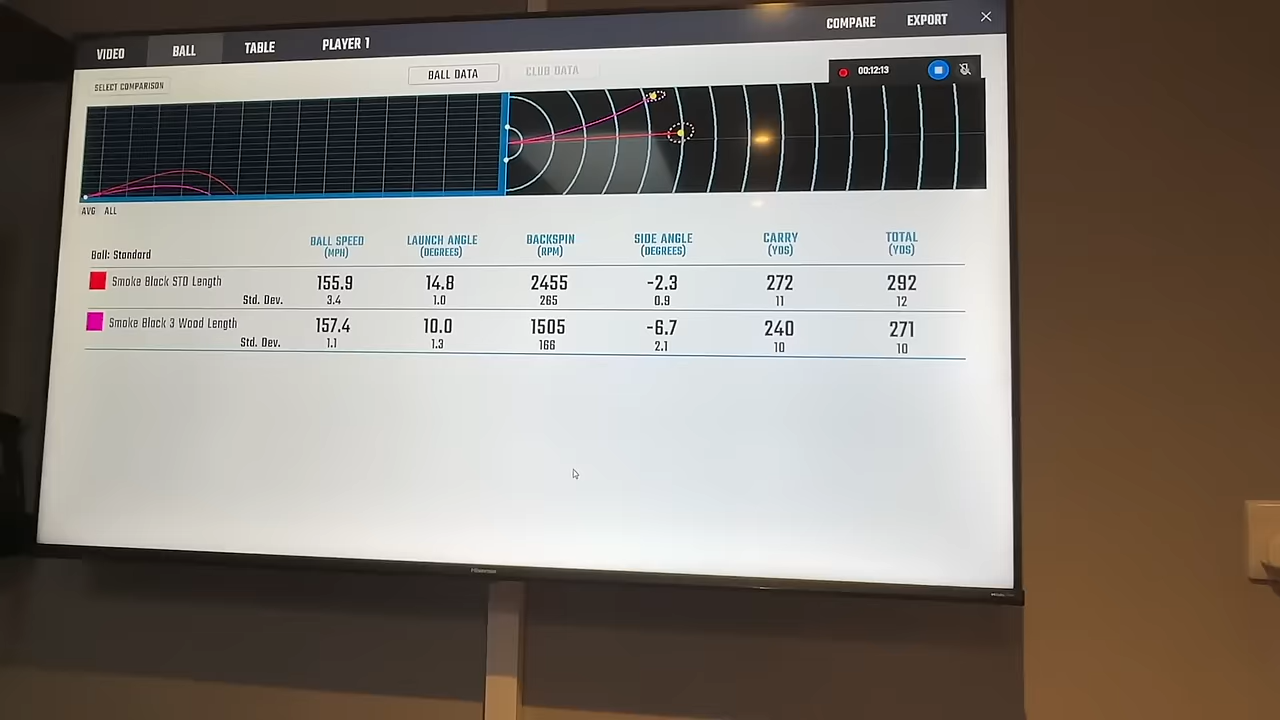 VIDEO BALL TABLE PLAYER 1 COMPARE EXPORT
SELECT COMPARISON BALL DATA CLUB DATA 00:12:13
AVG ALL
Ball: Standard BALL SPEED (MPH) LAUNCH ANGLE (DEGREES) BACKSPIN (RPM) SIDE ANGLE (DEGREES) CARRY (YDS) TOTAL (YDS)
Smoke Black STD Length 155.9 14.8 2455 -2.3 272 292
Std. Dev. 3.4 1.0 265 0.9 11 12
Smoke Black 3 Wood Length 157.4 10.0 1505 -6.7 240 271
Std. Dev. 1.1 1.3 166 2.1 10 10
Hisense